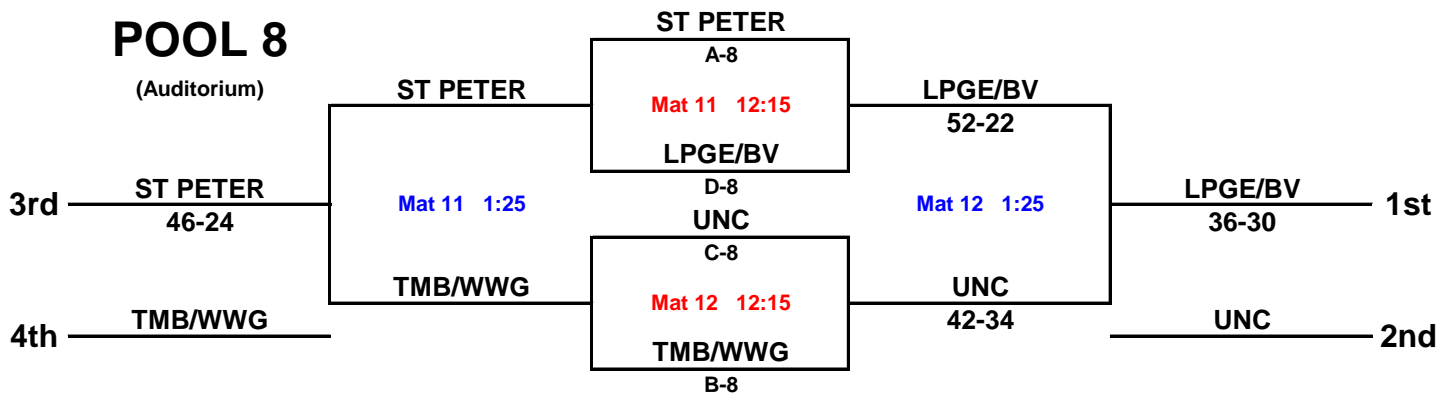 POOL 8
(Auditorium)
ST PETER
A-8
ST PETER
Mat 11 12:15
LPGE/BV
52-22
LPGE/BV
D-8
3rd
ST PETER
46-24
Mat 11 1:25
Mat 12 1:25
LPGE/BV
36-30
1st
UNC
C-8
TMB/WWG
Mat 12 12:15
UNC
42-34
4th
TMB/WWG
TMB/WWG
B-8
UNC
2nd